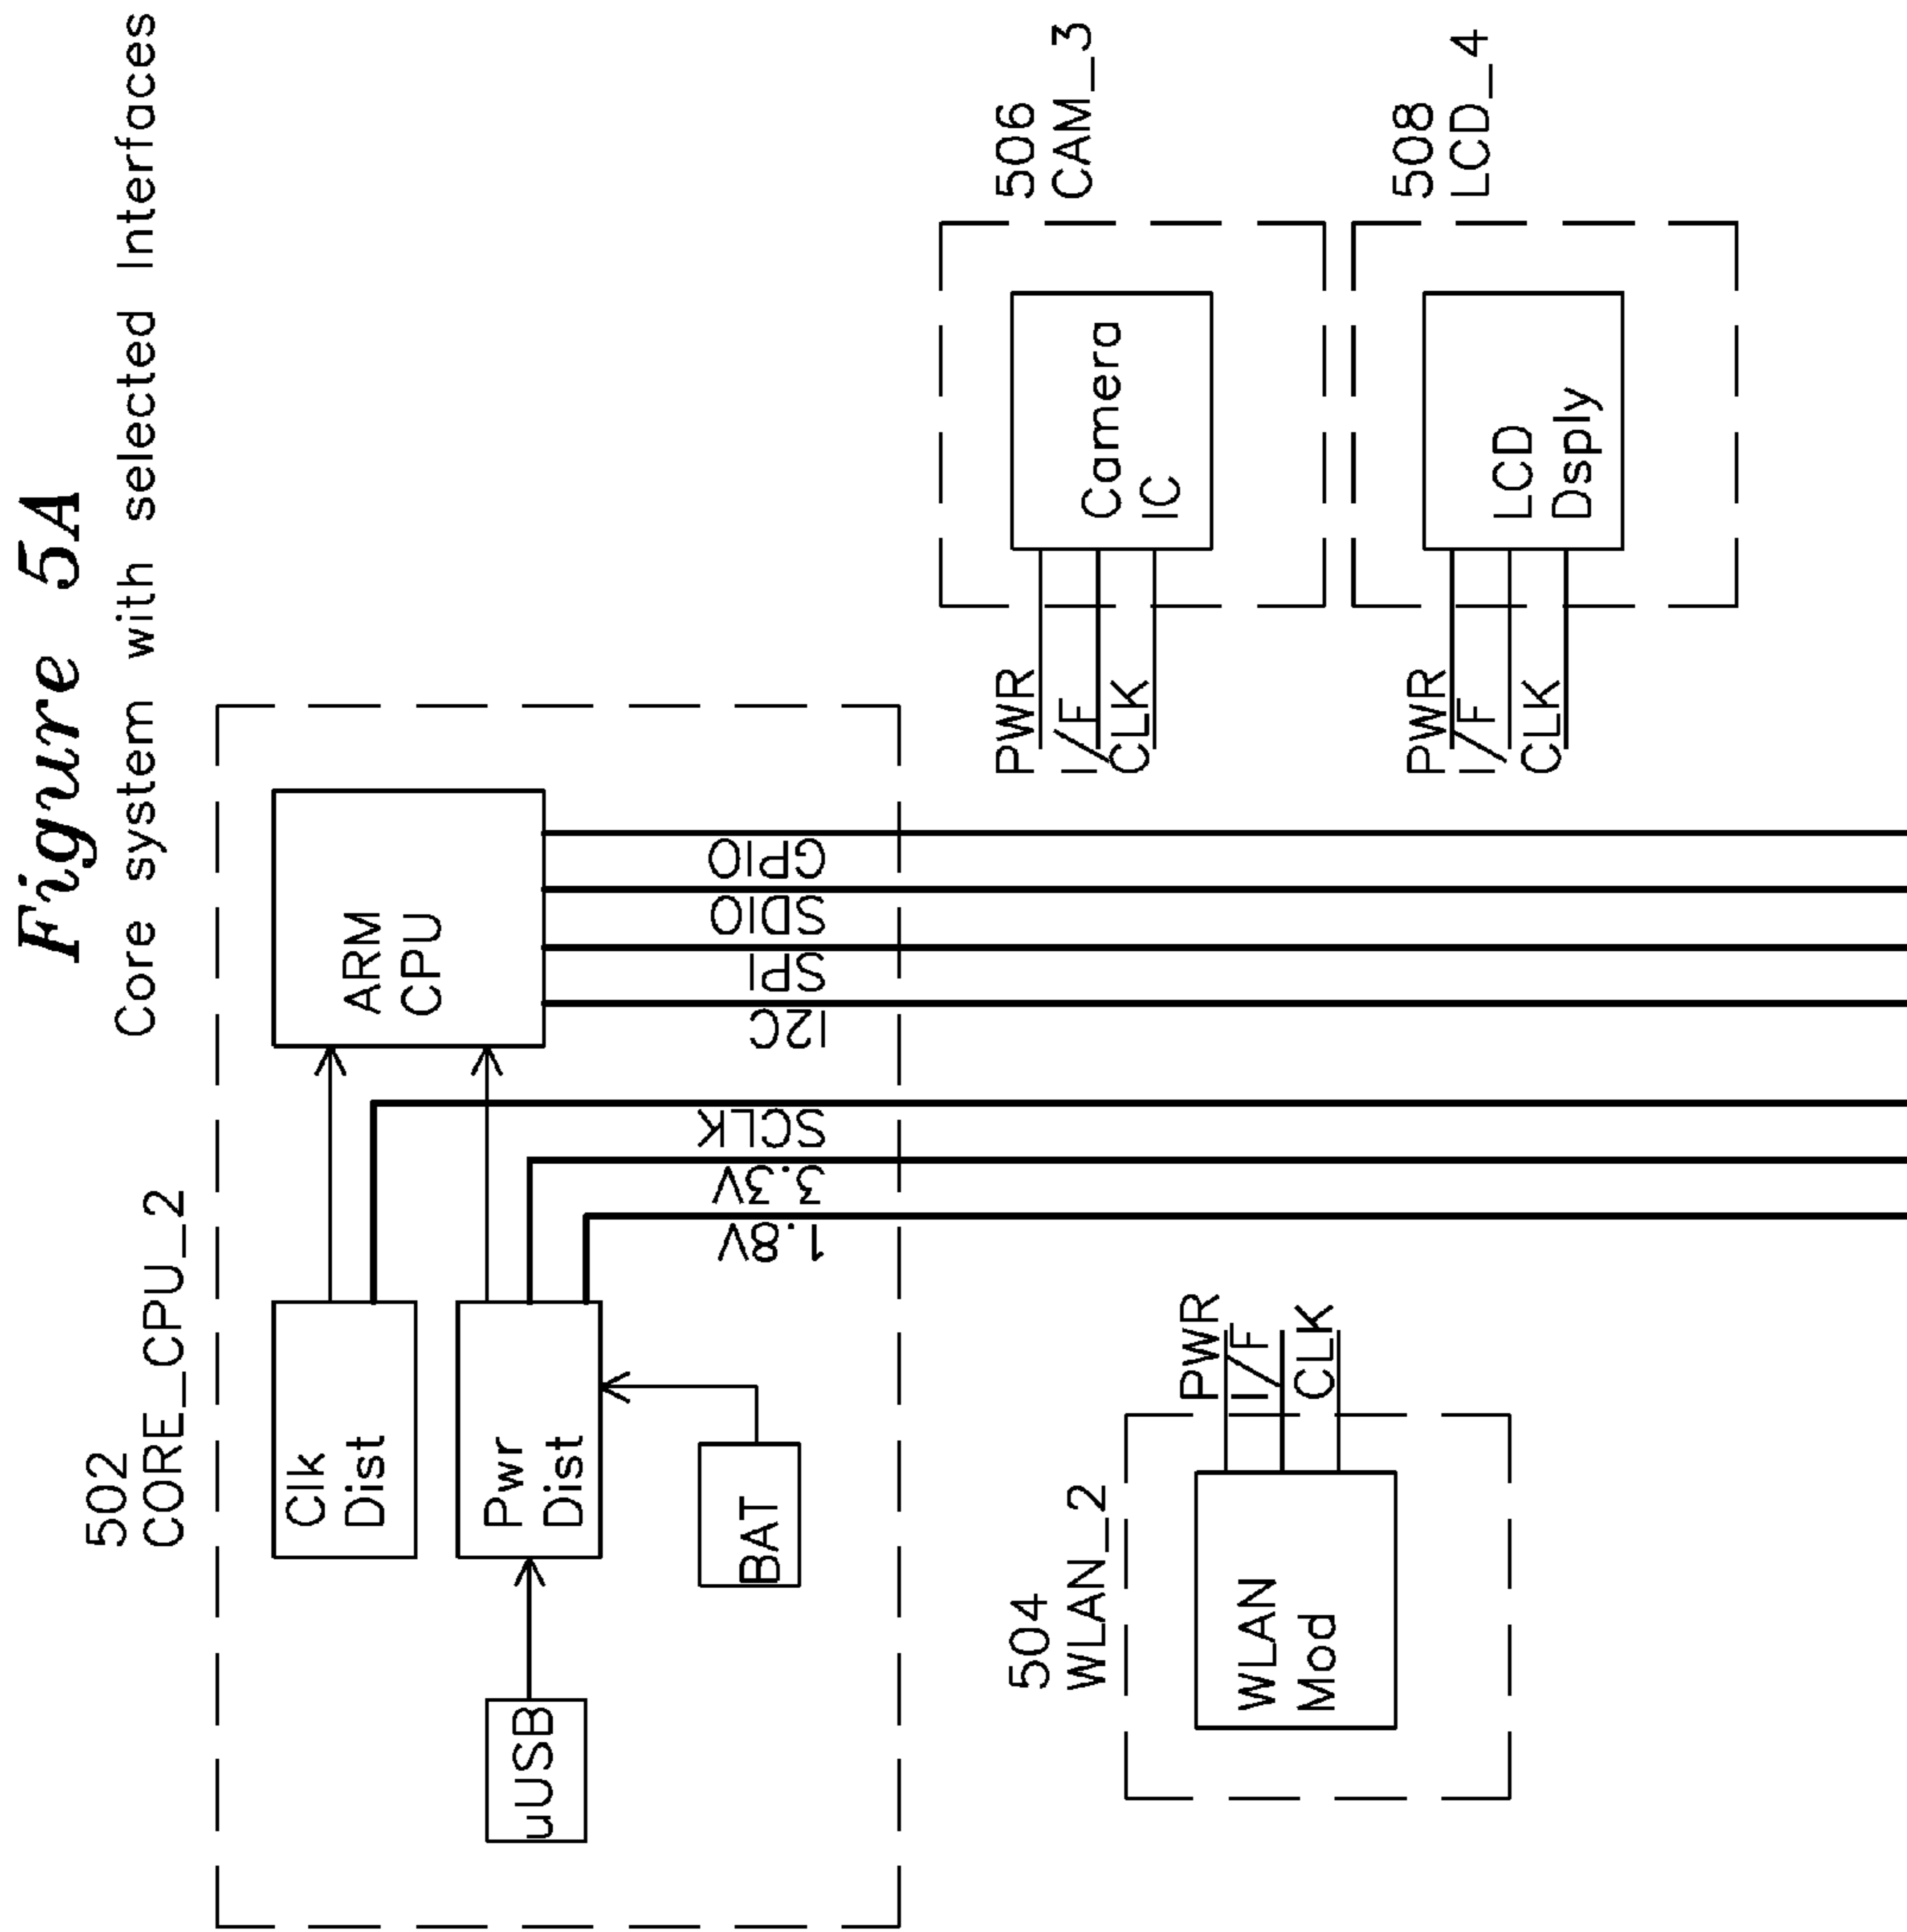 Figure 5A
Core system with selected Interfaces
502
CORE_CPU_2
Clk
Dist
ARM
CPU
uUSB
Pwr
Dist
BAT
1.8V
3.3V
SCLK
I2C
SPI
SDIO
GPIO
504
WLAN_2
WLAN
Mod
PWR
I/F
CLK
506
CAM_3
PWR
I/F
CLK
Camera
IC
508
LCD_4
PWR
I/F
CLK
LCD
Dsply